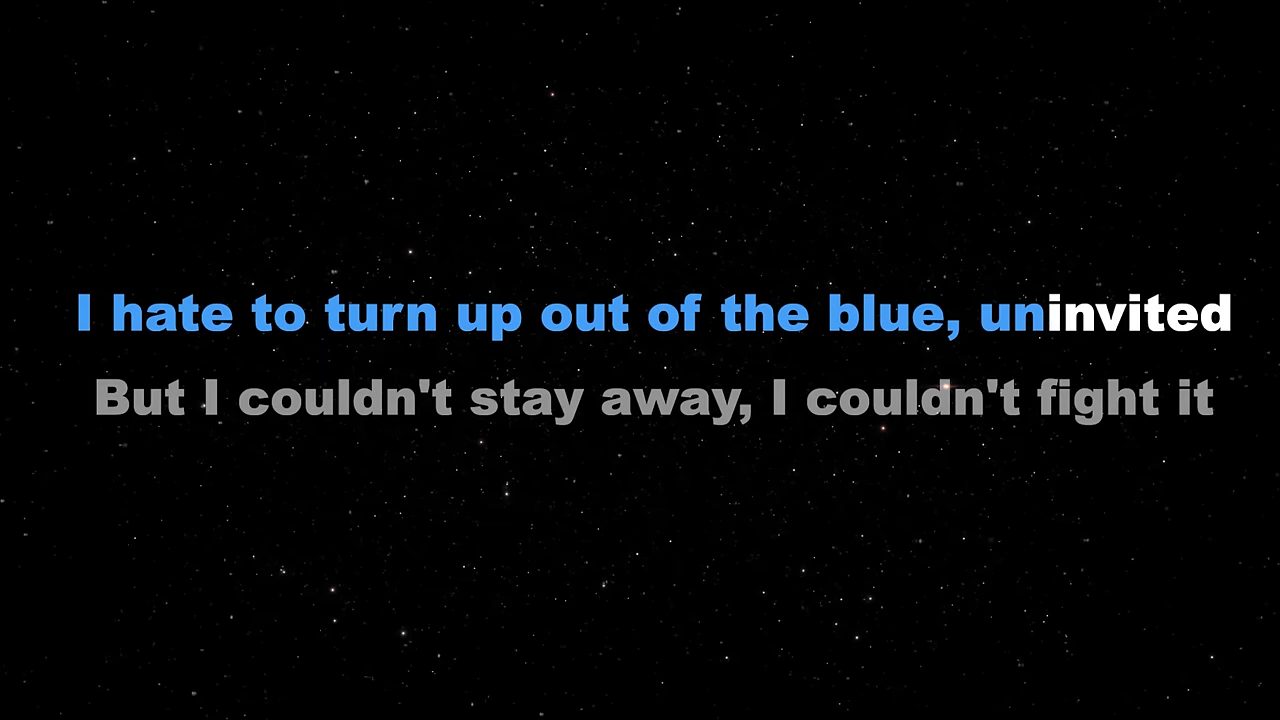 I hate to turn up out of the blue, uninvited
But I couldn't stay away, I couldn't fight it